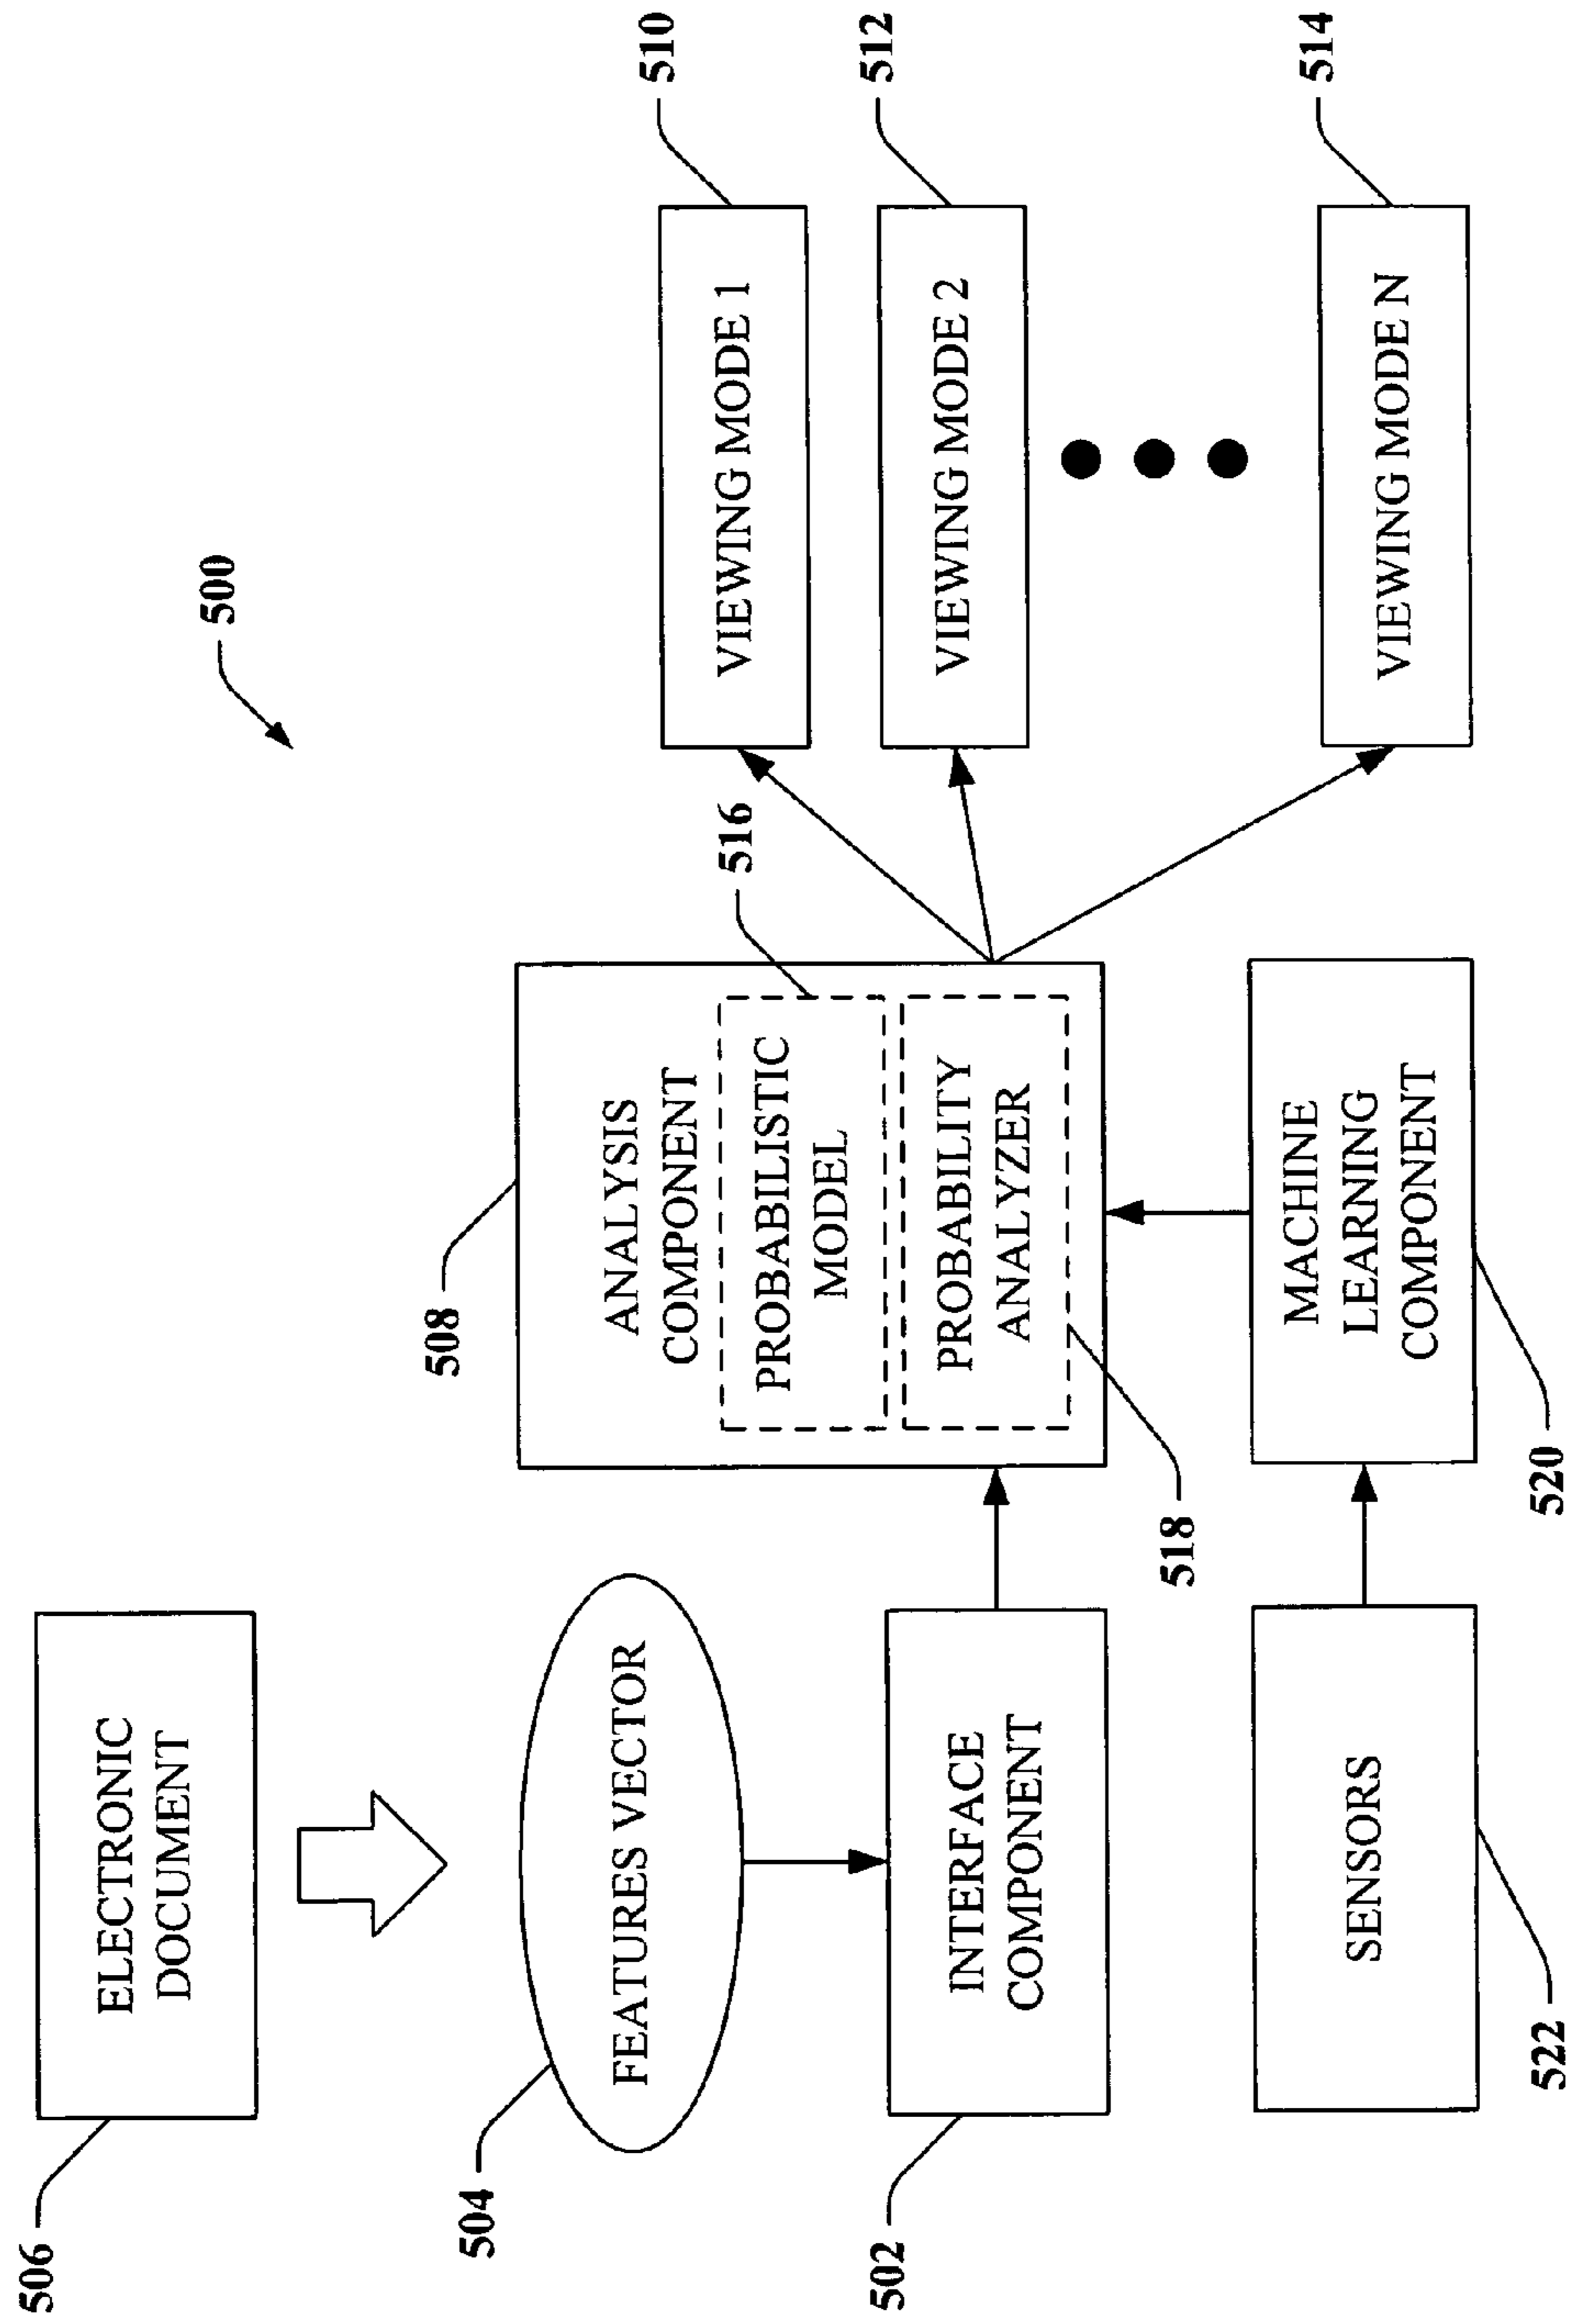 500
506
ELECTRONIC
DOCUMENT
504
FEATURES VECTOR
502
INTERFACE
COMPONENT
522
SENSORS
508
ANALYSIS
COMPONENT
516
PROBABILISTIC
MODEL
518
PROBABILITY
ANALYZER
520
MACHINE
LEARNING
COMPONENT
510
VIEWING MODE 1
512
VIEWING MODE 2
514
VIEWING MODE N